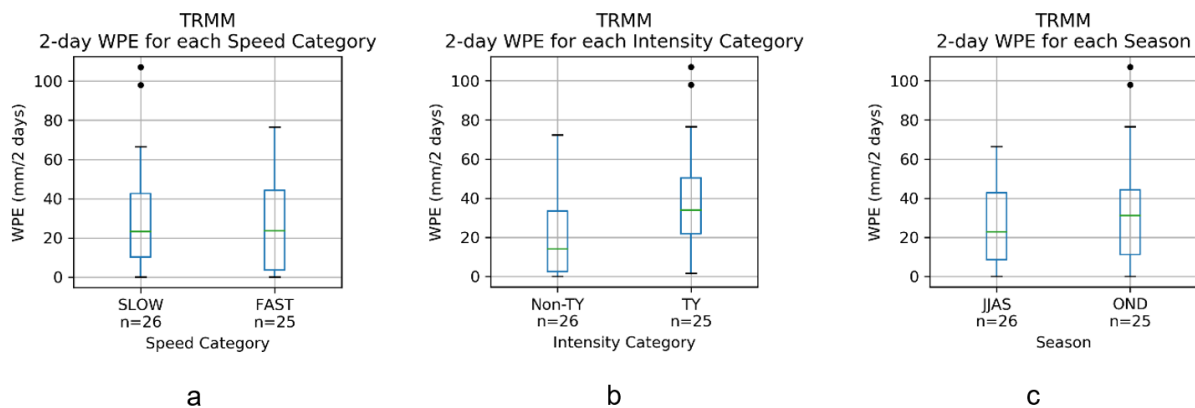 TRMM
2-day WPE for each Speed Category
WPE (mm/2 days)
100
80
60
40
20
0
SLOW
n=26
FAST
n=25
Speed Category
a
TRMM
2-day WPE for each Intensity Category
WPE (mm/2 days)
100
80
60
40
20
0
Non-TY
n=26
TY
n=25
Intensity Category
b
TRMM
2-day WPE for each Season
WPE (mm/2 days)
100
80
60
40
20
0
JJAS
n=26
OND
n=25
Season
c